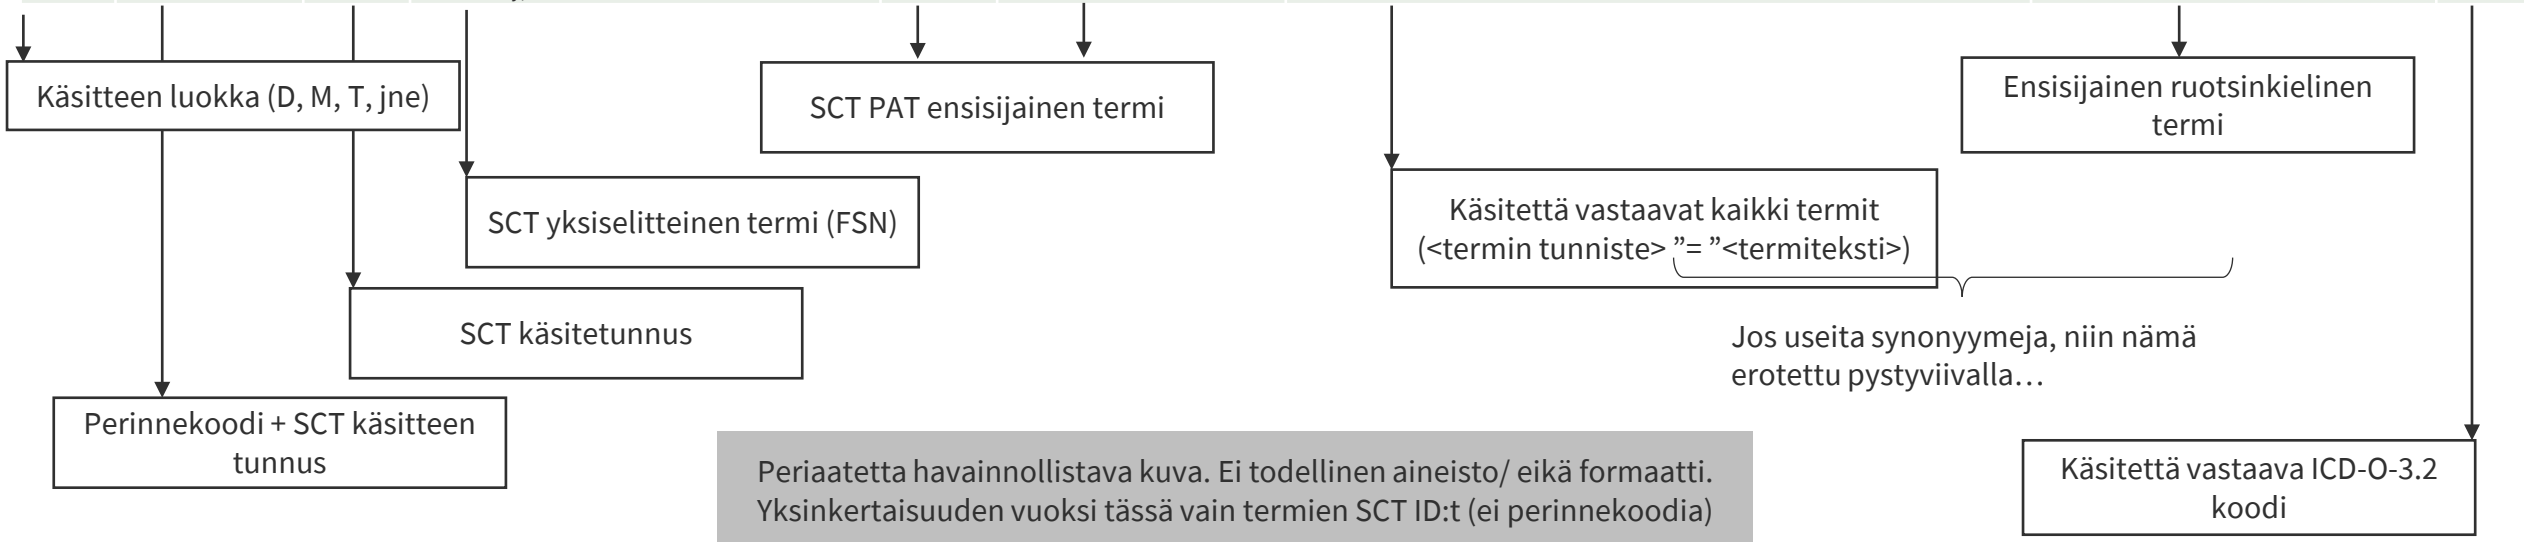 Käsitteen luokka (D, M, T, jne)
SCT PAT ensisijainen termi
Ensisijainen ruotsinkielinen
termi
SCT yksiselitteinen termi (FSN)
Käsitettä vastaavat kaikki termit
(<termin tunniste> ”= ”<termiteksti>)
SCT käsitetunnus
Jos useita synonyymeja, niin nämä
erotettu pystyviivalla…
Perinnekoodi + SCT käsitteen
tunnus
Periaatetta havainnollistava kuva. Ei todellinen aineisto/ eikä formaatti.
Yksinkertaisuuden vuoksi tässä vain termien SCT ID:t (ei perinnekoodia)
Käsitettä vastaava ICD-O-3.2
koodi